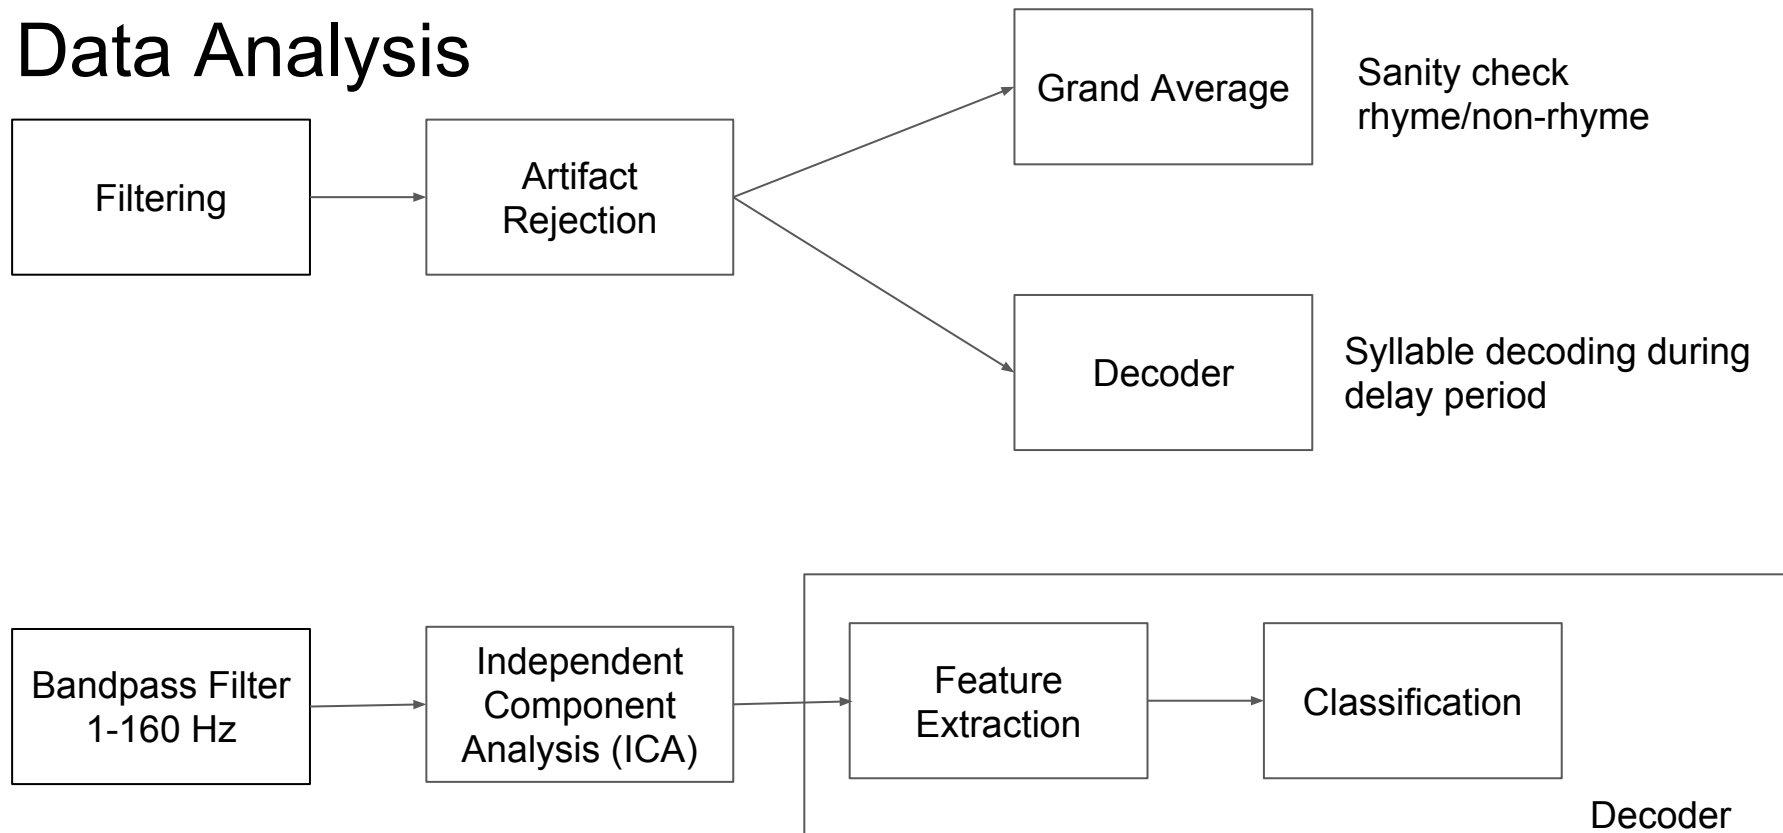 Data Analysis
Filtering
Artifact
Rejection
Grand Average
Sanity check
rhyme/non-rhyme
Decoder
Syllable decoding during
delay period
Bandpass Filter
1-160 Hz
Independent
Component
Analysis (ICA)
Feature
Extraction
Classification
Decoder